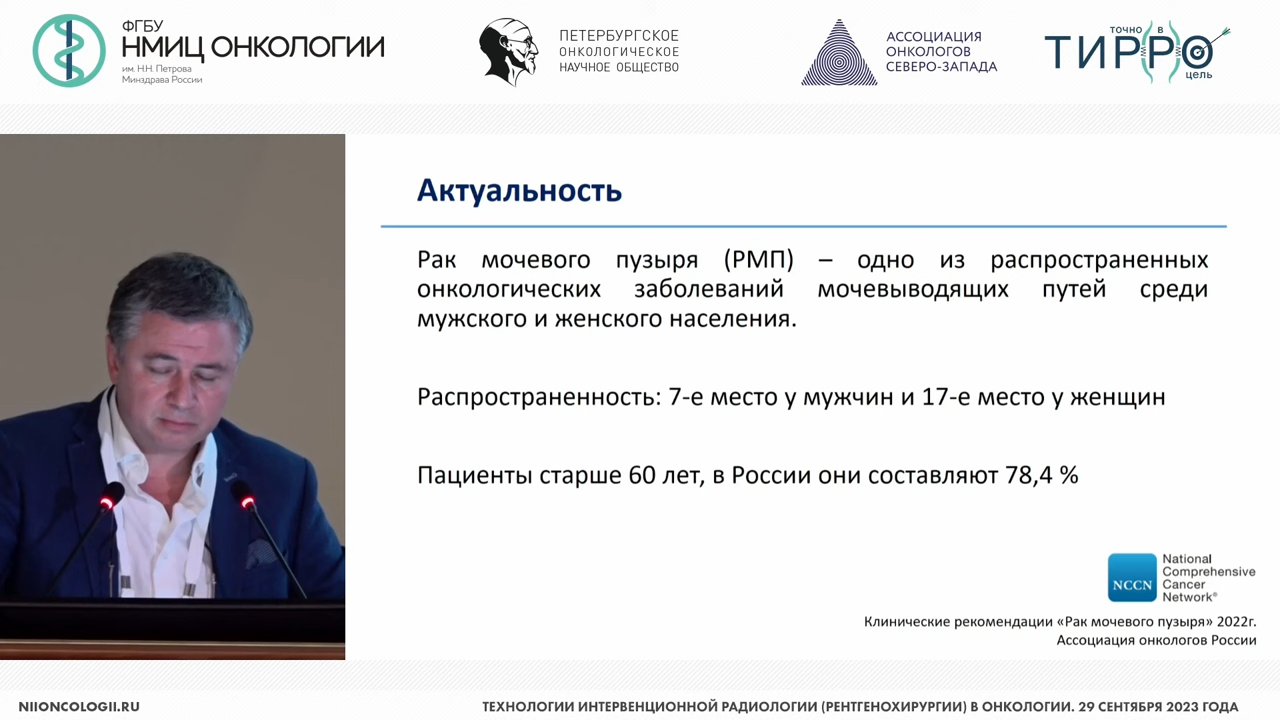 ФГБУ
НМИЦ ОНКОЛОГИИ
им. Н.Н. Петрова
Минздрава России
ПЕТЕРБУРГСКОЕ
ОНКОЛОГИЧЕСКОЕ
НАУЧНОЕ ОБЩЕСТВО
АССОЦИАЦИЯ
ОНКОЛОГОВ
СЕВЕРО-ЗАПАДА
ТОЧНО В
ТИРРО
ЦЕЛЬ
Актуальность
Рак мочевого пузыря (РМП) – одно из распространенных
онкологических заболеваний мочевыводящих путей среди
мужского и женского населения.
Распространенность: 7-е место у мужчин и 17-е место у женщин
Пациенты старше 60 лет, в России они составляют 78,4 %
NCCN
National
Comprehensive
Cancer
Network®
Клинические рекомендации «Рак мочевого пузыря» 2022г.
Ассоциация онкологов России
NIIONCOLOGII.RU
ТЕХНОЛОГИИ ИНТЕРВЕНЦИОННОЙ РАДИОЛОГИИ (РЕНТГЕНОХИРУРГИИ) В ОНКОЛОГИИ. 29 СЕНТЯБРЯ 2023 ГОДА